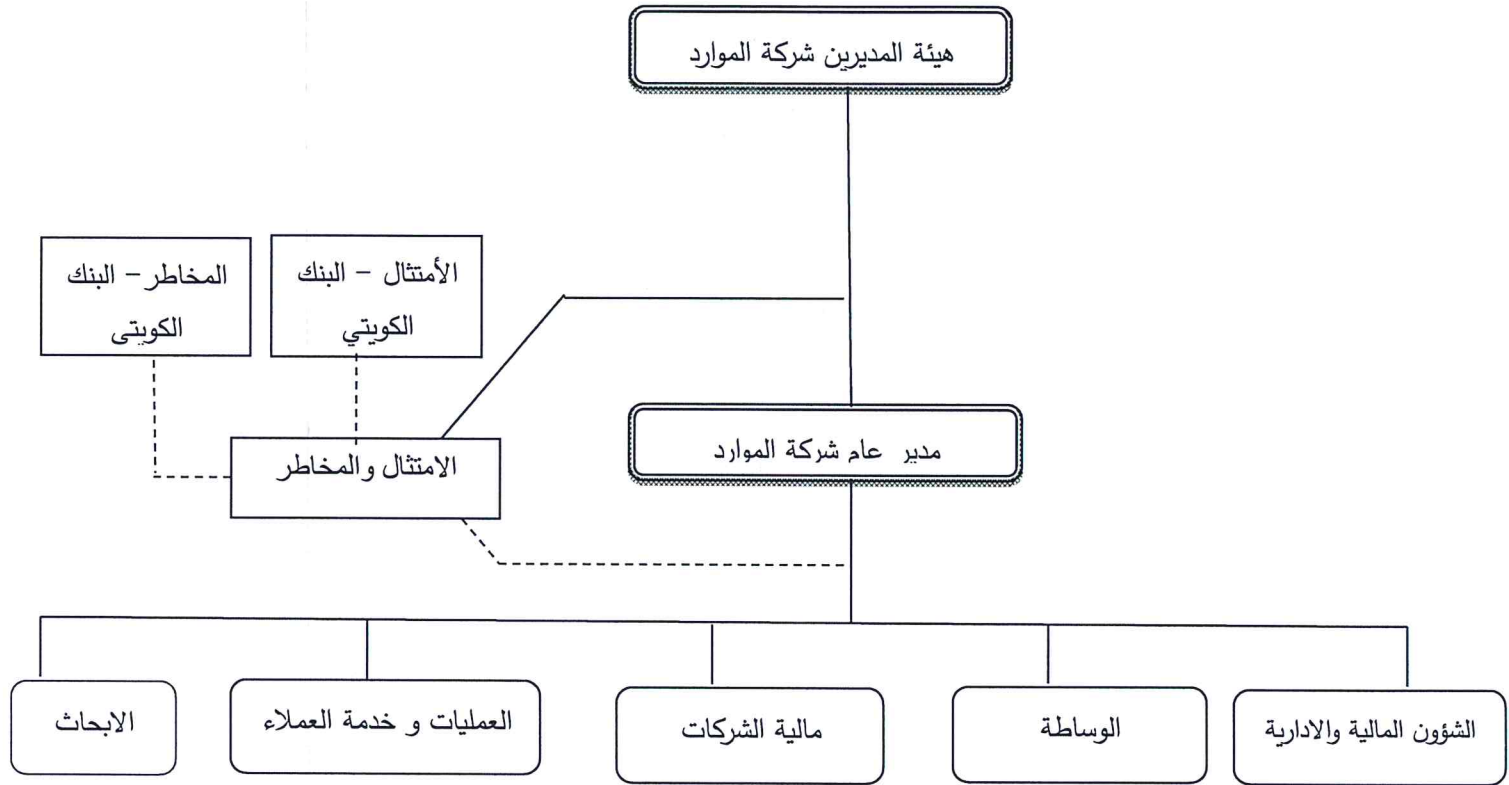 هيئة المديرين شركة الموارد
الأمتثال – البنك
الكويتي
المخاطر – البنك
الكويتى
مدير عام شركة الموارد
الامتثال والمخاطر
الشؤون المالية والادارية
الوساطة
مالية الشركات
العمليات و خدمة العملاء
الابحاث